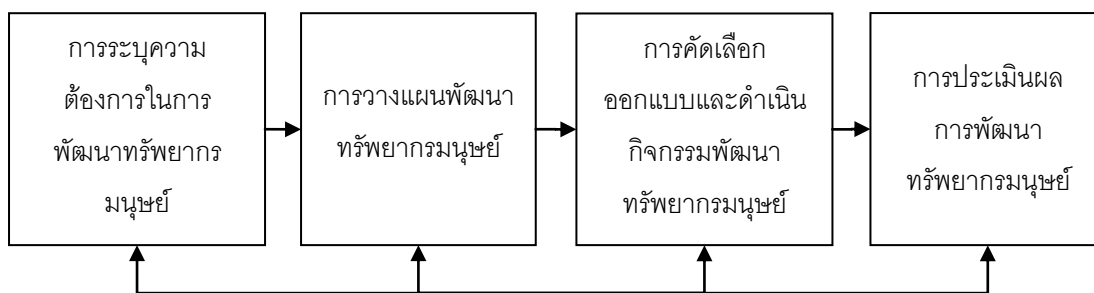 การระบุความ
ต้องการในการ
พัฒนาทรัพยากร
มนุษย์
การวางแผนพัฒนา
ทรัพยากรมนุษย์
การคัดเลือก
ออกแบบและดำเนิน
กิจกรรมพัฒนา
ทรัพยากรมนุษย์
การประเมินผล
การพัฒนา
ทรัพยากรมนุษย์